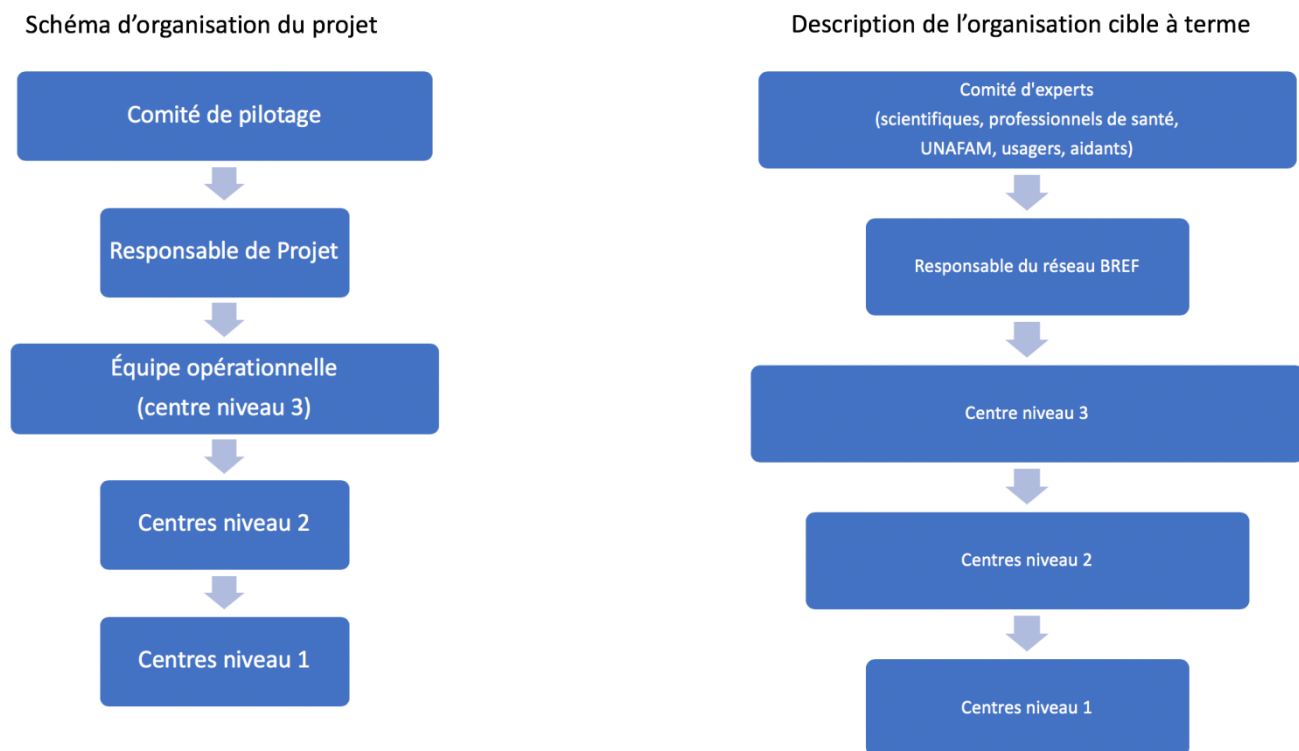 Schéma d'organisation du projet
Comité de pilotage
Responsable de Projet
Équipe opérationnelle
(centre niveau 3)
Centres niveau 2
Centres niveau 1
Description de l'organisation cible à terme
Comité d'experts
(scientifiques, professionnels de santé,
UNAFAM, usagers, aidants)
Responsable du réseau BREF
Centre niveau 3
Centres niveau 2
Centres niveau 1